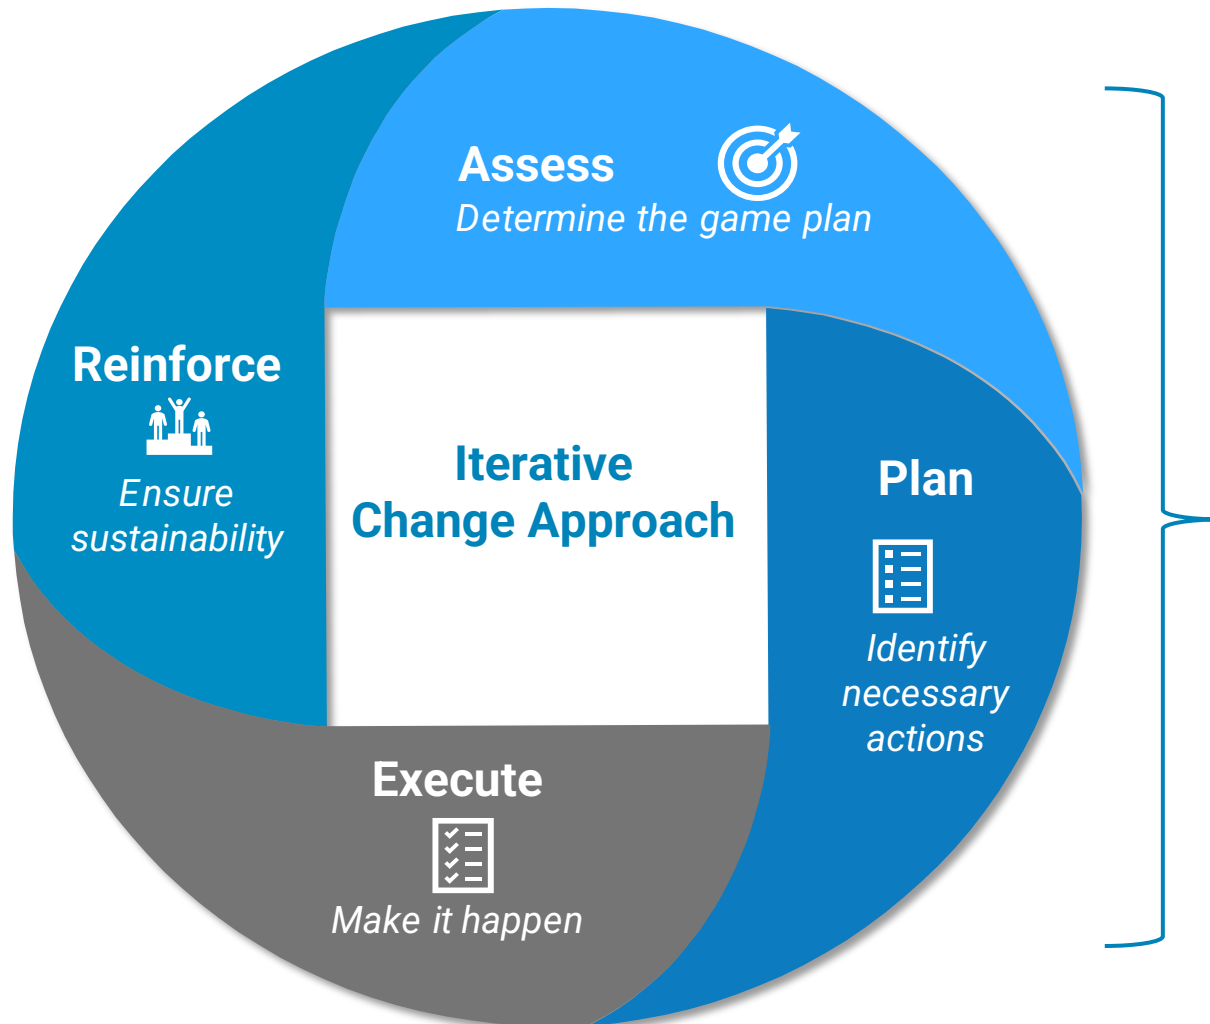 Assess
Determine the game plan
Plan
Identify
necessary
actions
Execute
Make it happen
Reinforce
Ensure
sustainability
Iterative
Change Approach